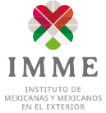 IMME
INSTITUTO DE
MEXICANAS Y MEXICANOS
EN EL EXTERIOR